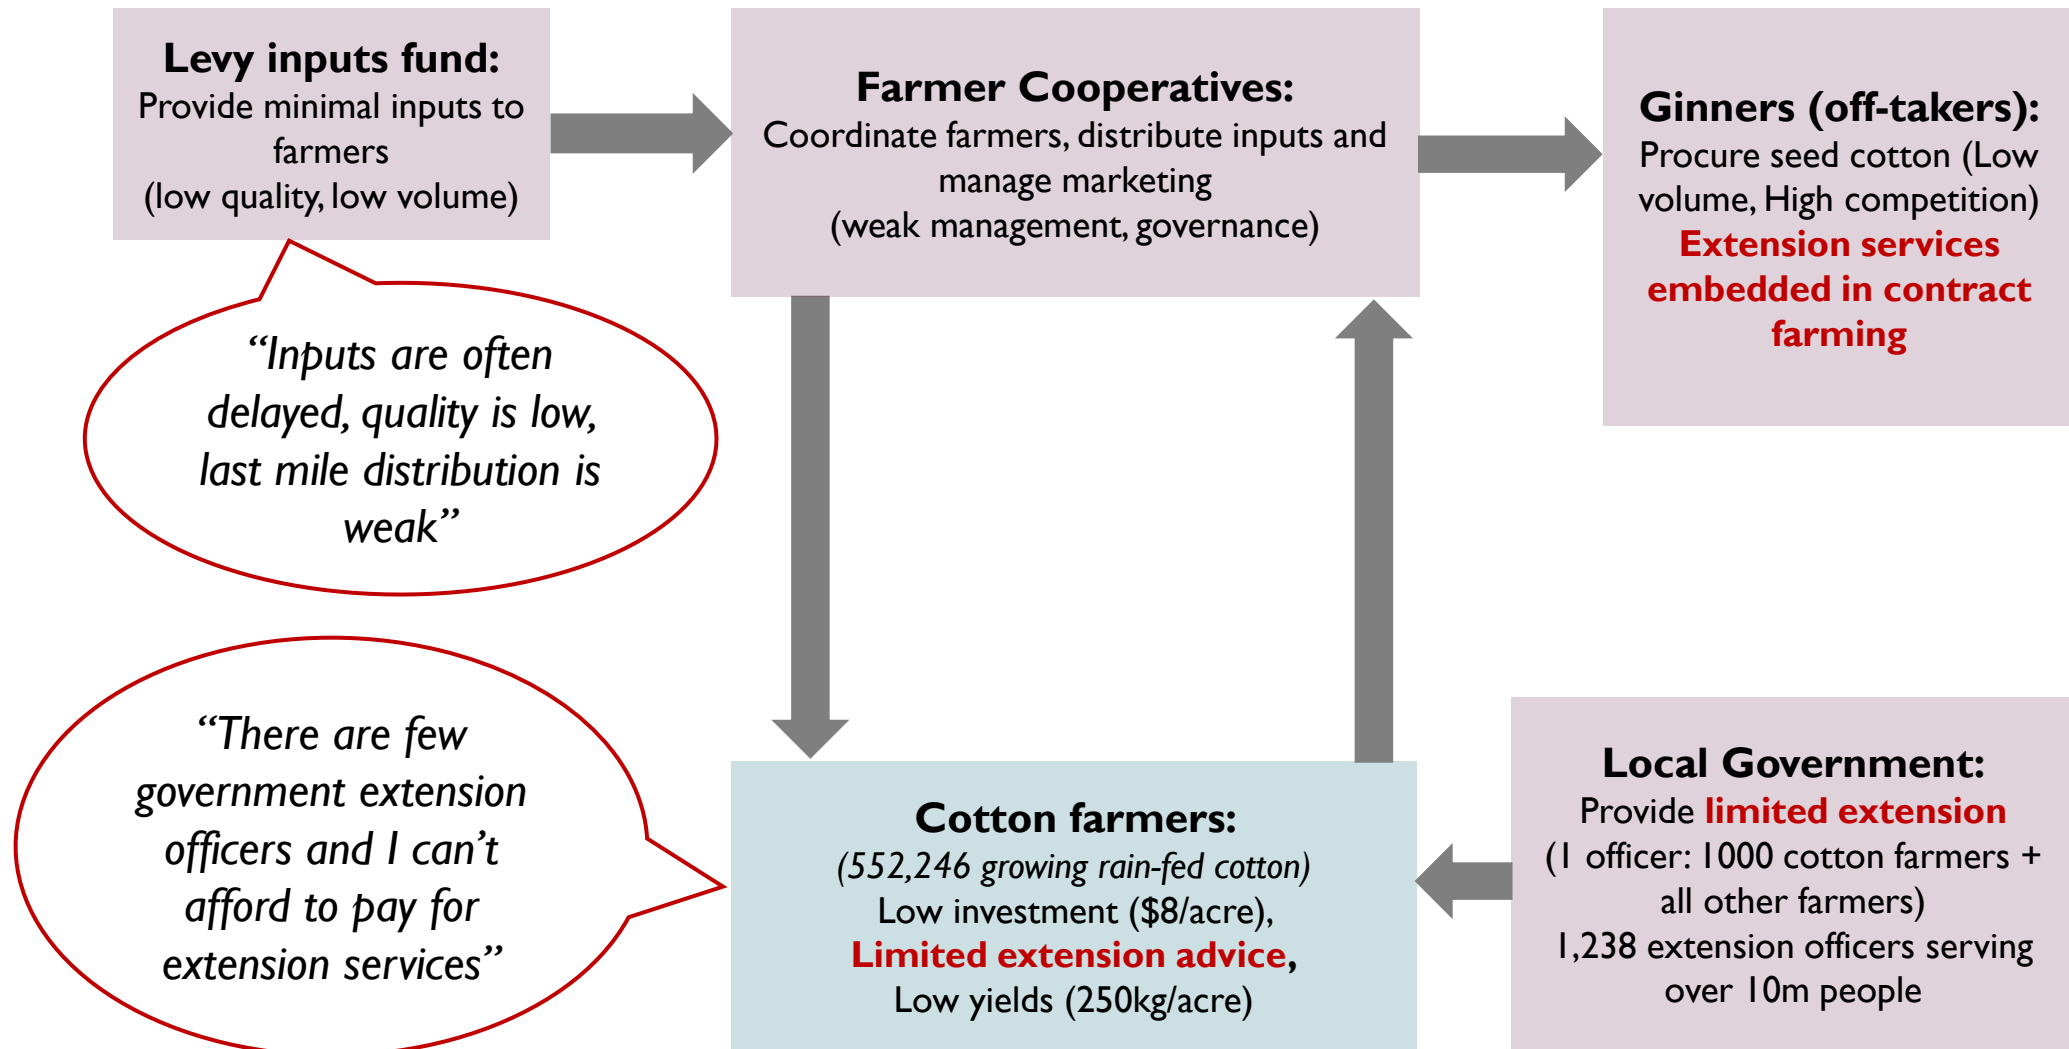 Levy inputs fund:
Provide minimal inputs to
farmers
(low quality, low volume)
Farmer Cooperatives:
Coordinate farmers, distribute inputs and
manage marketing
(weak management, governance)
Ginners (off-takers):
Procure seed cotton (Low
volume, High competition)
Extension services
embedded in contract
farming
“Inputs are often
delayed, quality is low,
last mile distribution is
weak”
“There are few
government extension
officers and I can’t
afford to pay for
extension services”
Cotton farmers:
(552,246 growing rain-fed cotton)
Low investment ($8/acre),
Limited extension advice,
Low yields (250kg/acre)
Local Government:
Provide limited extension
(1 officer: 1000 cotton farmers +
all other farmers)
1,238 extension officers serving
over 10m people